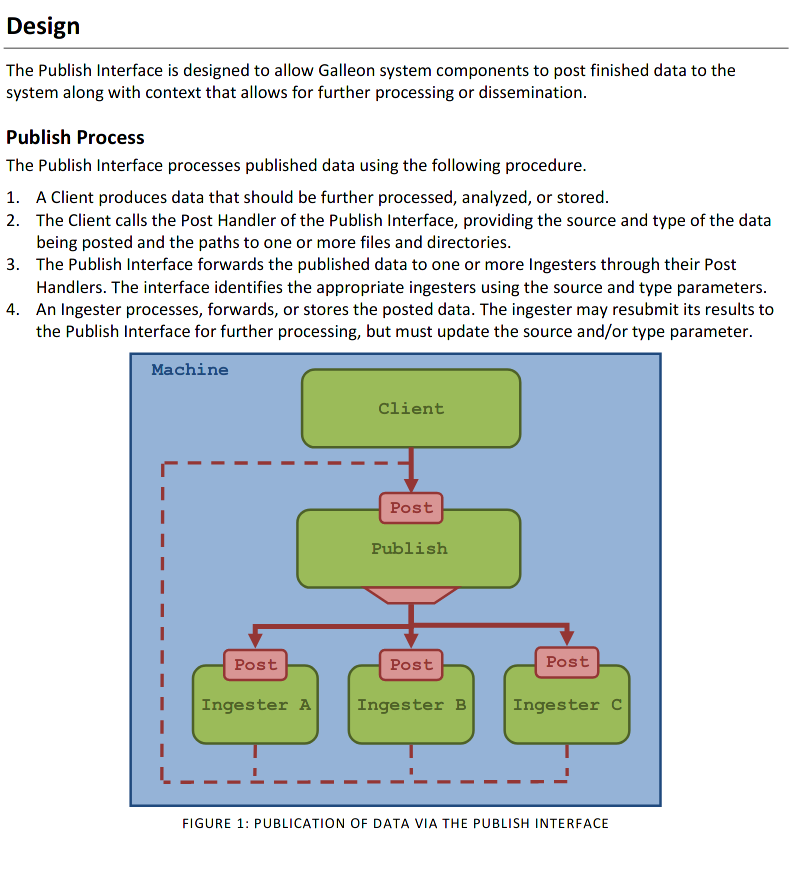 Design
The Publish Interface is designed to allow Galleon system components to post finished data to the
system along with context that allows for further processing or dissemination.
Publish Process
The Publish Interface processes published data using the following procedure.
1. A Client produces data that should be further processed, analyzed, or stored.
2. The Client calls the Post Handler of the Publish Interface, providing the source and type of the data
being posted and the paths to one or more files and directories.
3. The Publish Interface forwards the published data to one or more Ingesters through their Post
Handlers. The interface identifies the appropriate ingesters using the source and type parameters.
4. An Ingester processes, forwards, or stores the posted data. The ingester may resubmit its results to
the Publish Interface for further processing, but must update the source and/or type parameter.
Machine
Client
Post
Publish
Post Post Post
Ingester A Ingester B Ingester C
FIGURE 1: PUBLICATION OF DATA VIA THE PUBLISH INTERFACE